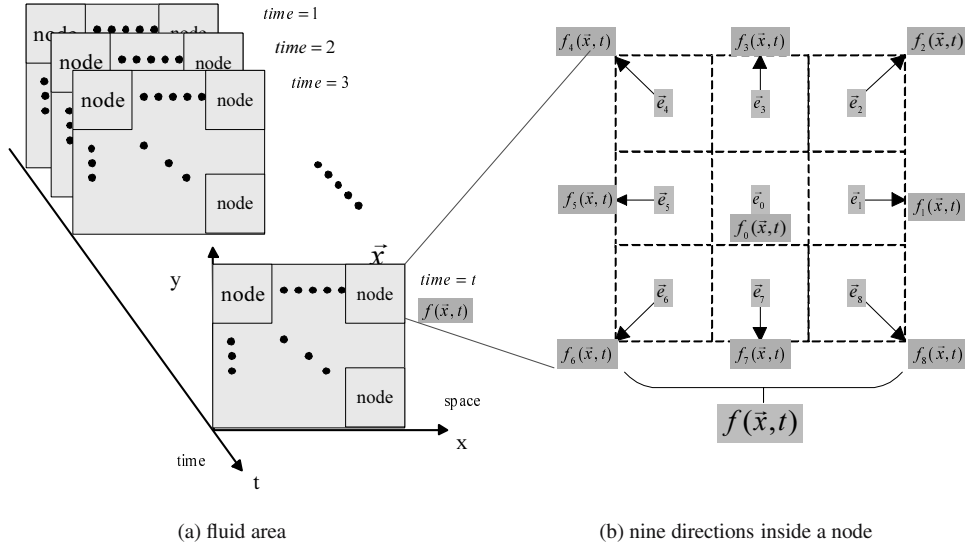 time = 1
node
time = 2
node
time = 3
node
node
y
x⃗
time = t
node
node
f(x⃗,t)
node
node
space
x
time
t
(a) fluid area
f₄(x⃗,t)
f₃(x⃗,t)
f₂(x⃗,t)
e⃗₄
e⃗₃
e⃗₂
f₅(x⃗,t)
e⃗₅
e⃗₀
e⃗₁
f₁(x⃗,t)
f₀(x⃗,t)
e⃗₆
e⃗₇
e⃗₈
f₆(x⃗,t)
f₇(x⃗,t)
f₈(x⃗,t)
f(x⃗,t)
(b) nine directions inside a node